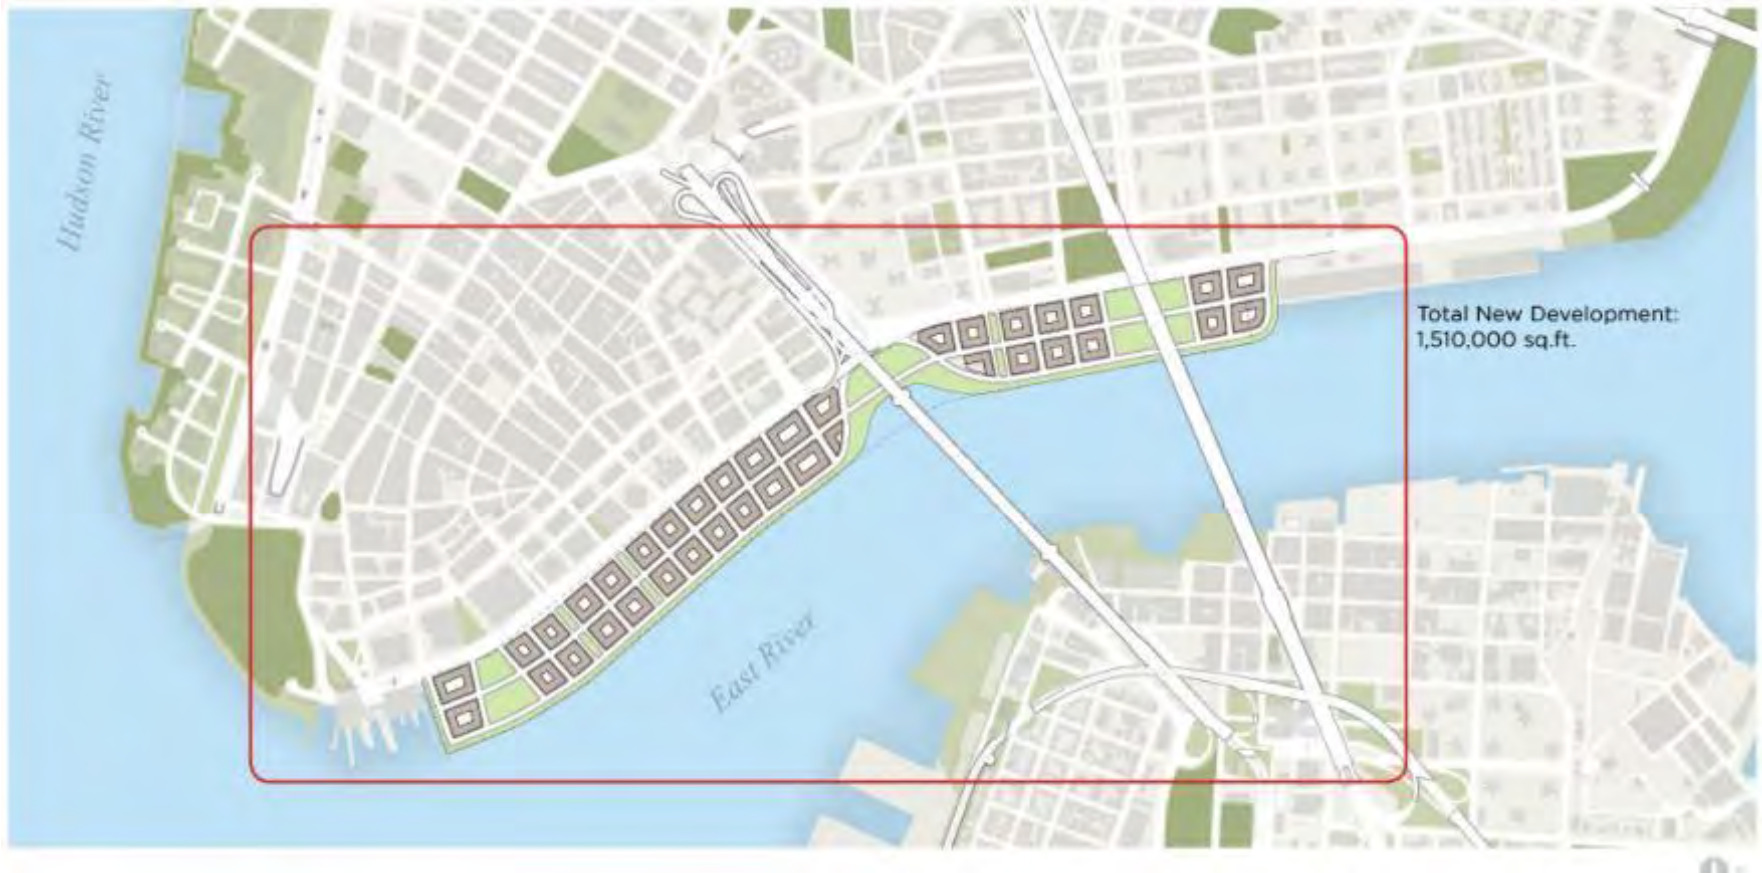 Hudson River
Total New Development:
1,510,000 sq.ft.
East River